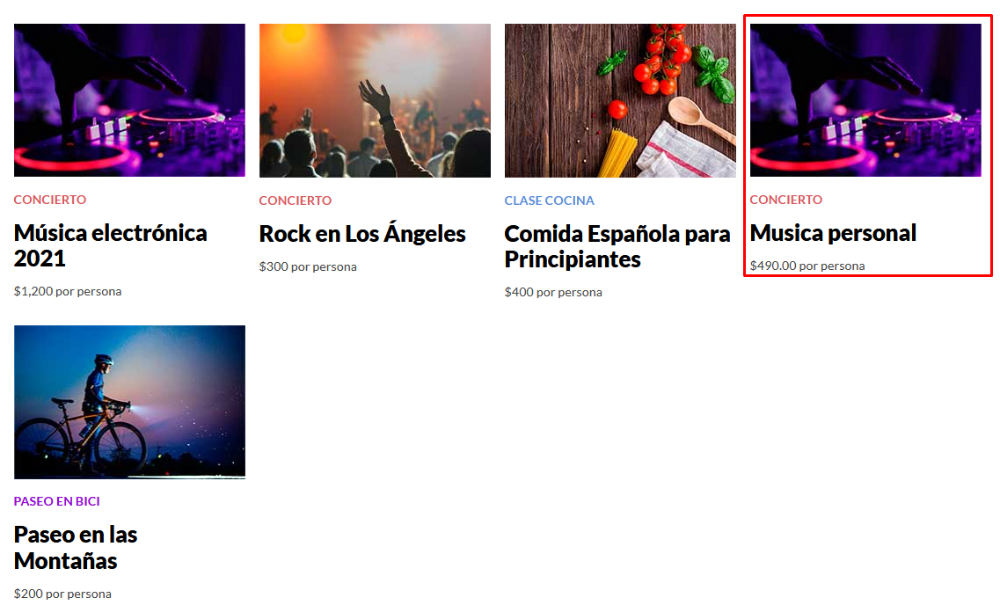 CONCIERTO
Música electrónica
2021
$1,200 por persona
CONCIERTO
Rock en Los Ángeles
$300 por persona
CLASE COCINA
Comida Española para
Principiantes
$400 por persona
CONCIERTO
Musica personal
$490.00 por persona
PASEO EN BICI
Paseo en las
Montañas
$200 por persona